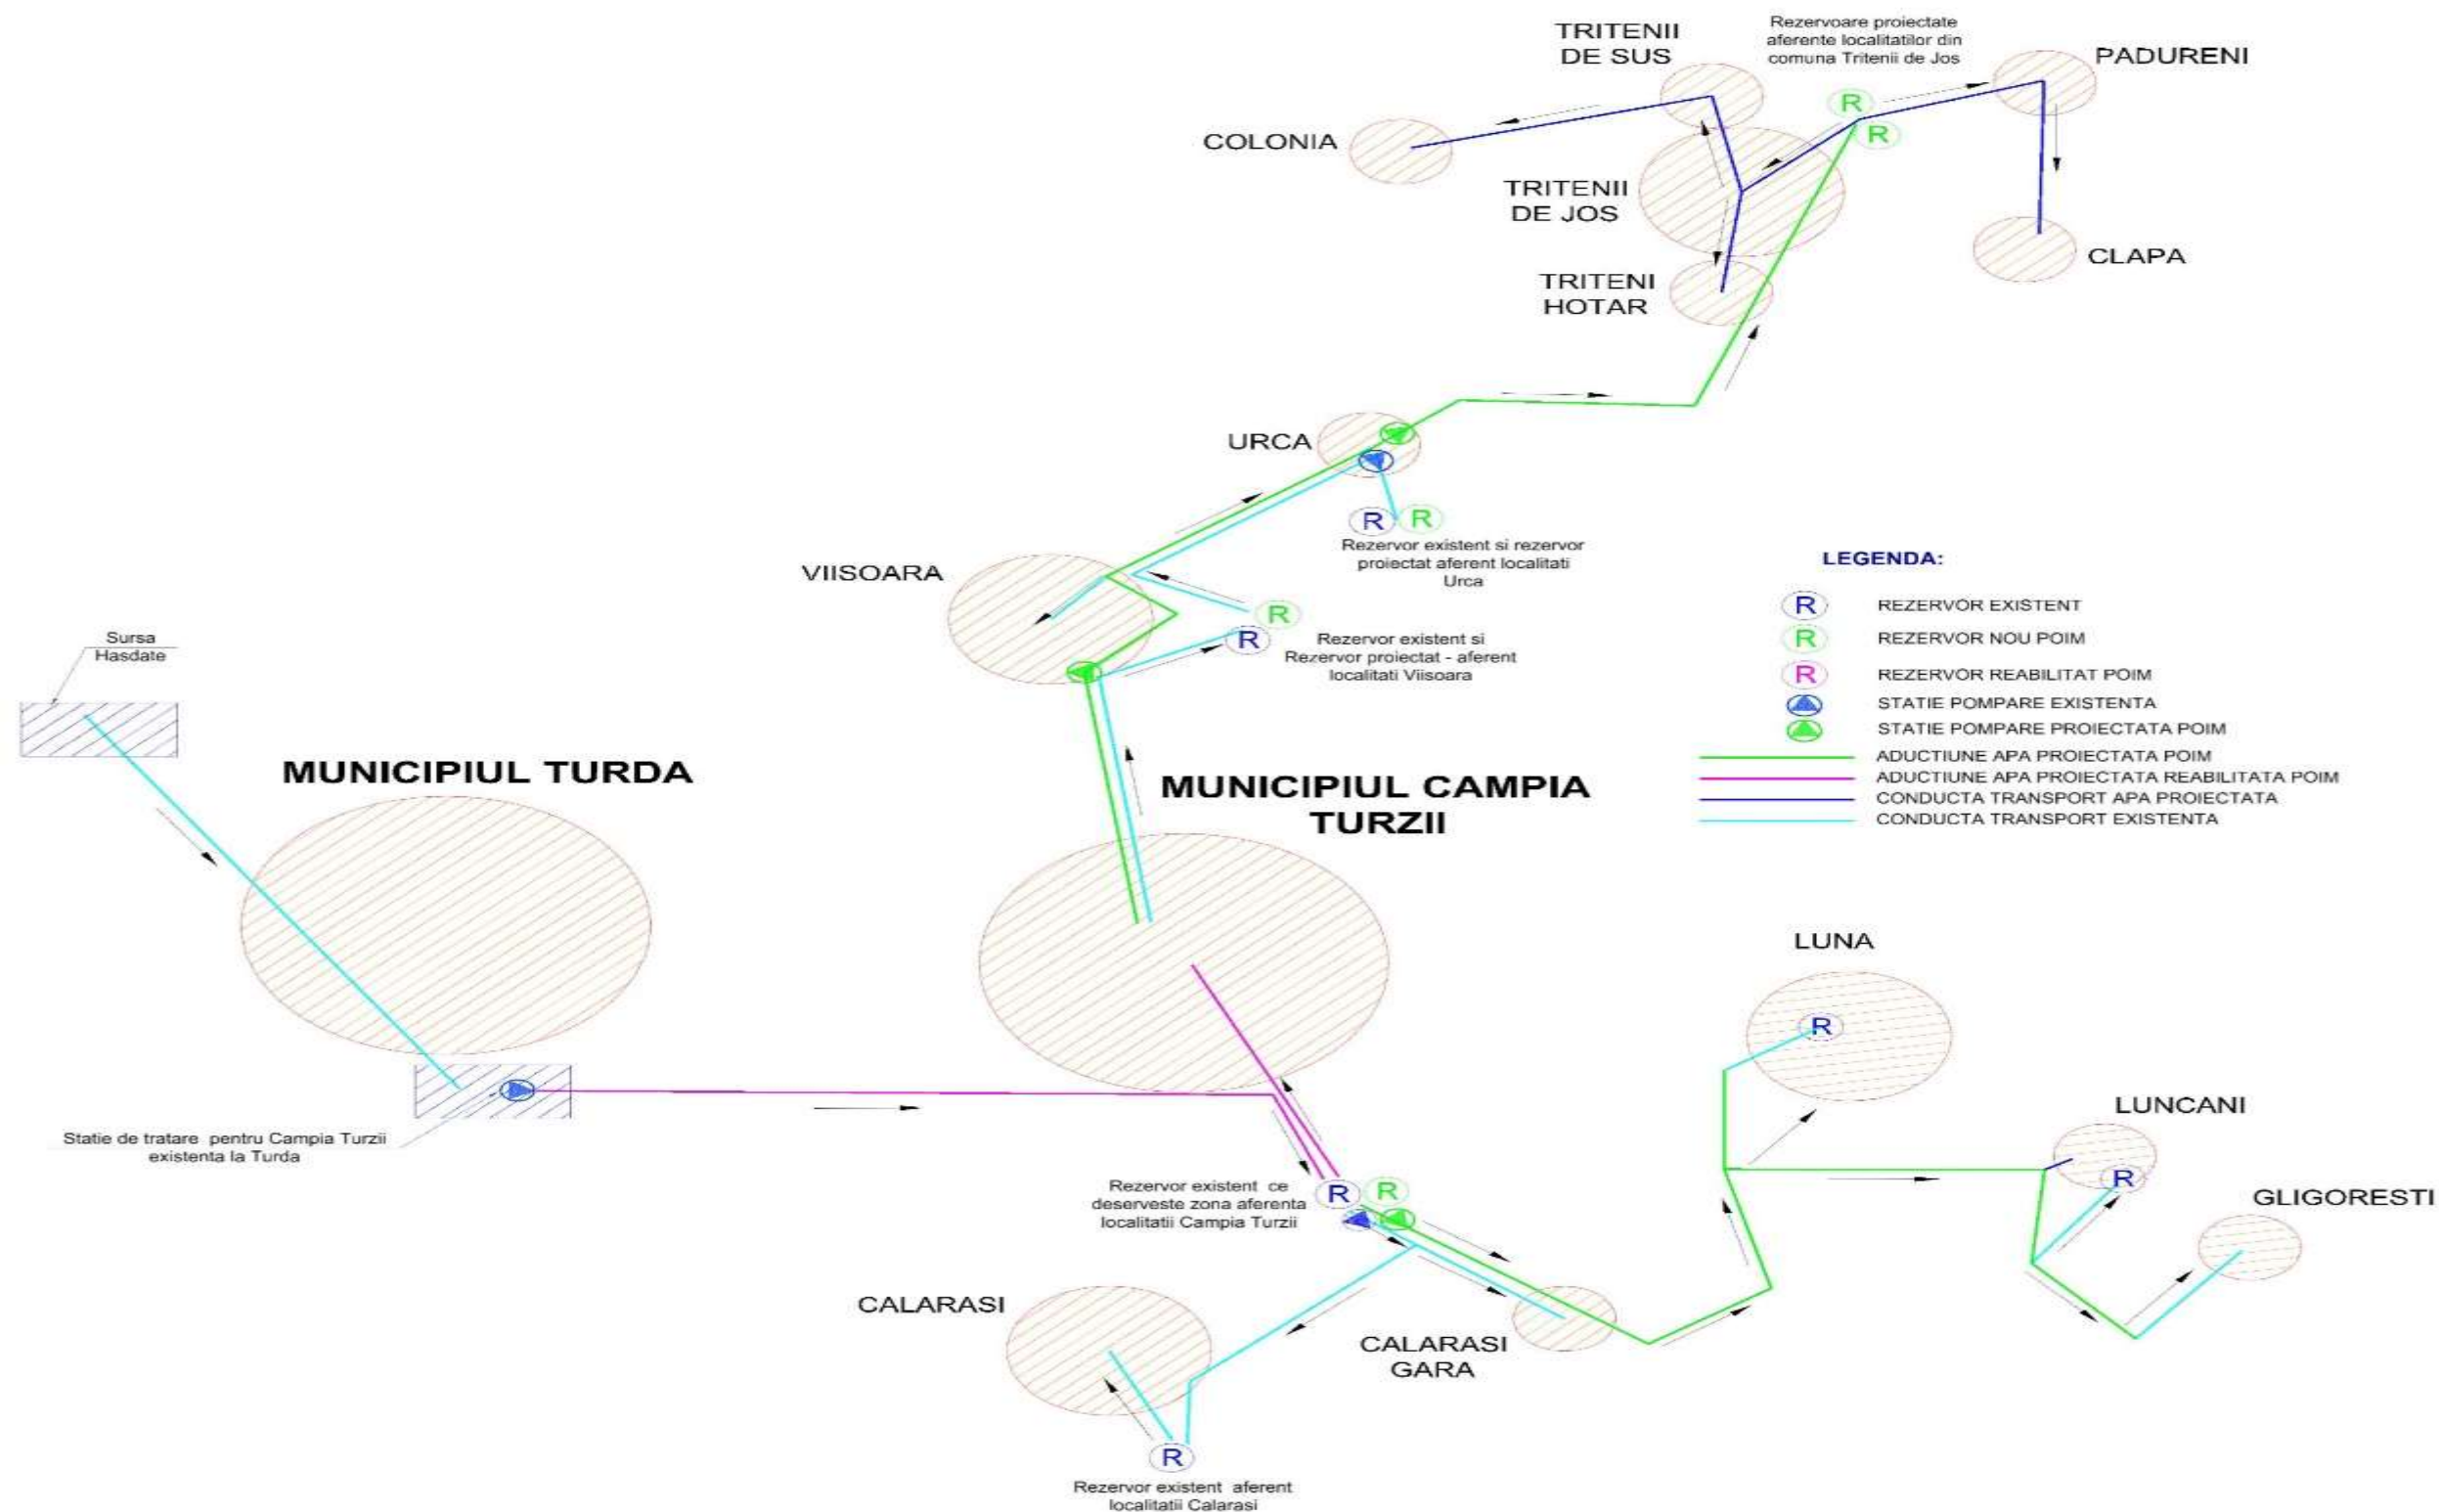 TRITENII
DE SUS
Rezervoare proiectate
aferente localitatilor din
comuna Tritenii de Jos
PADURENI
R
R
COLONIA
TRITENII
DE JOS
CLAPA
TRITENI
HOTAR
URCA
R R
Rezervor existent si rezervor
proiectat aferent localitati
Urca
VIISOARA
R
R
Rezervor existent si
Rezervor proiectat - aferent
localitati Viisoara
LEGENDA:
R REZERVOR EXISTENT
R REZERVOR NOU POIM
R REZERVOR REABILITAT POIM
STATIE POMPARE EXISTENTA
STATIE POMPARE PROIECTATA POIM
ADUCTIUNE APA PROIECTATA POIM
ADUCTIUNE APA PROIECTATA REABILITATA POIM
CONDUCTA TRANSPORT APA PROIECTATA
CONDUCTA TRANSPORT EXISTENTA
Sursa
Hasdate
MUNICIPIUL TURDA
MUNICIPIUL CAMPIA
TURZII
Statie de tratare pentru Campia Turzii
existenta la Turda
LUNA
R
LUNCANI
R
GLIGORESTI
Rezervor existent ce
deserveste zona aferenta
localitatii Campia Turzii
R R
CALARASI
CALARASI
GARA
R
Rezervor existent aferent
localitatii Calarasi